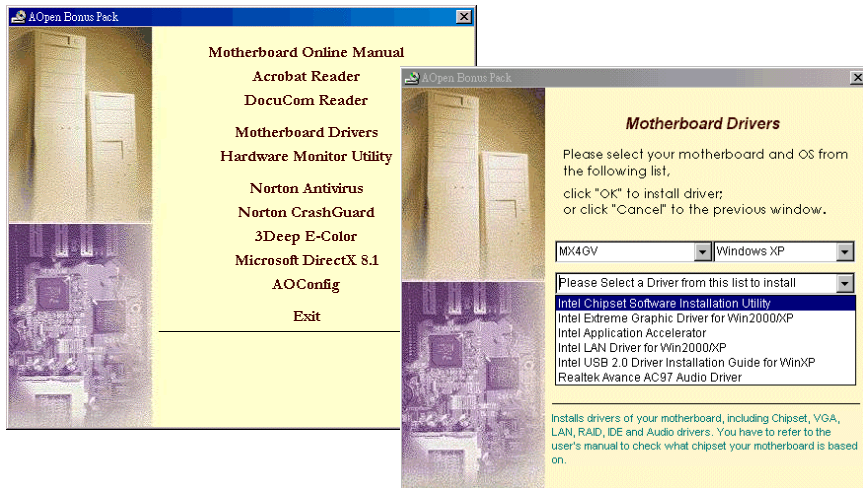 AOpen Bonus Pack
Motherboard Online Manual
Acrobat Reader
DocuCom Reader
Motherboard Drivers
Hardware Monitor Utility
Norton Antivirus
Norton CrashGuard
3Deep E-Color
Microsoft DirectX 8.1
AOConfig
Exit
AOpen Bonus Pack
Motherboard Drivers
Please select your motherboard and OS from
the following list,
click "OK" to install driver;
or click "Cancel" to the previous window.
MX4GV Windows XP
Please Select a Driver from this list to install
Intel Chipset Software Installation Utility
Intel Extreme Graphic Driver for Win2000/XP
Intel Application Accelerator
Intel LAN Driver for Win2000/XP
Intel USB 2.0 Driver Installation Guide for WinXP
Realtek Avance AC97 Audio Driver
Installs drivers of your motherboard, including Chipset, VGA,
LAN, RAID, IDE and Audio drivers. You have to refer to the
user's manual to check what chipset your motherboard is based
on.